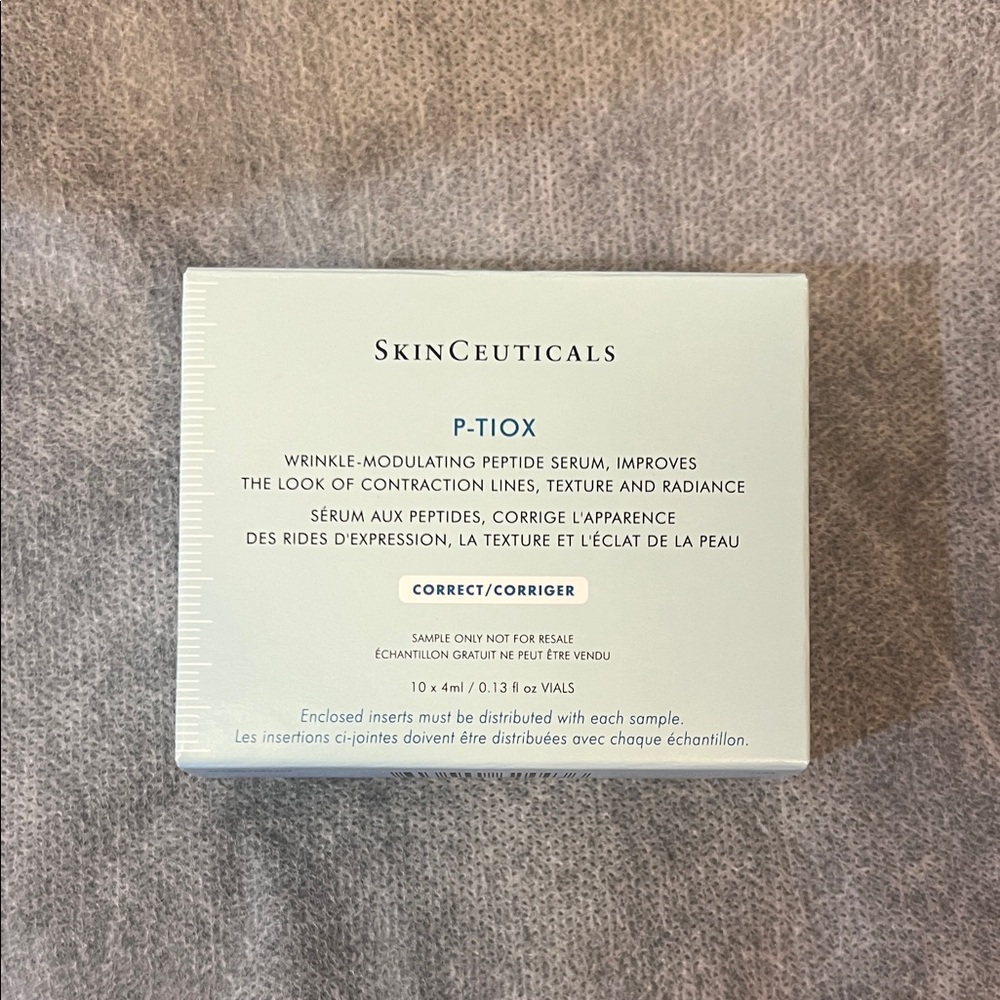 SKINCEUTICALS
P-TIOX
WRINKLE-MODULATING PEPTIDE SERUM, IMPROVES
THE LOOK OF CONTRACTION LINES, TEXTURE AND RADIANCE
SÉRUM AUX PEPTIDES, CORRIGE L'APPARENCE
DES RIDES D'EXPRESSION, LA TEXTURE ET L'ÉCLAT DE LA PEAU
CORRECT/CORRIGER
SAMPLE ONLY NOT FOR RESALE
ÉCHANTILLON GRATUIT NE PEUT ÊTRE VENDU
10 x 4ml / 0.13 fl oz VIALS
Enclosed inserts must be distributed with each sample.
Les insertions ci-jointes doivent être distribuées avec chaque échantillon.